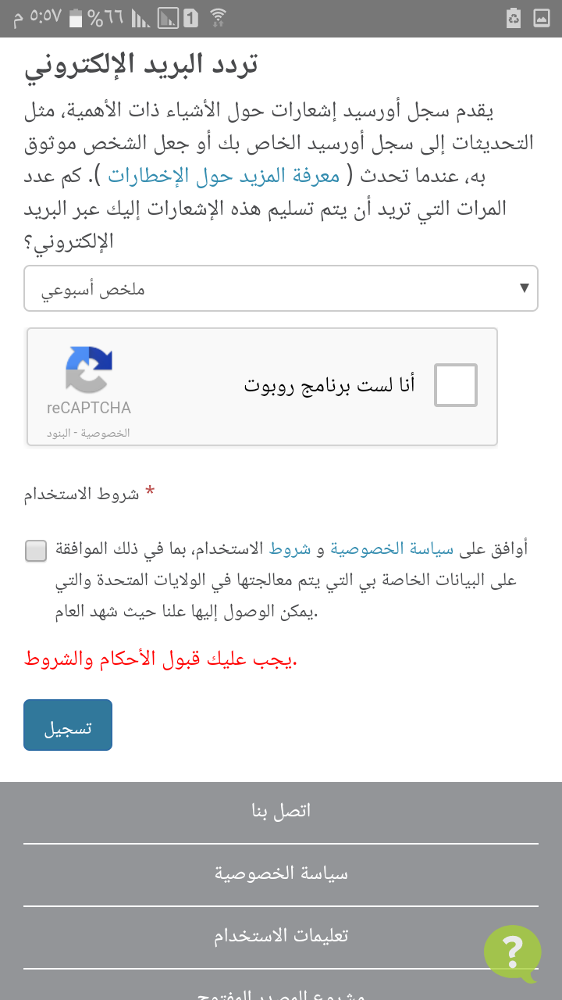 م ٥:٥٧ %٦٦ 1
تردد البريد الإلكتروني
يقدم سجل أورسيد إشعارات حول الأشياء ذات الأهمية، مثل
التحديثات إلى سجل أورسيد الخاص بك أو جعل الشخص موثوق
به، عندما تحدث ( معرفة المزيد حول الإخطارات ). كم عدد
المرات التي تريد أن يتم تسليم هذه الإشعارات إليك عبر البريد
الإلكتروني؟
ملخص أسبوعي
أنا لست برنامج روبوت
reCAPTCHA
الخصوصية - البنود
* شروط الاستخدام
أوافق على سياسة الخصوصية و شروط الاستخدام، بما في ذلك الموافقة
على البيانات الخاصة بي التي يتم معالجتها في الولايات المتحدة والتي
.يمكن الوصول إليها علنا حيث شهد العام
.يجب عليك قبول الأحكام والشروط
تسجيل
اتصل بنا
سياسة الخصوصية
تعليمات الاستخدام
?
مشروع المصدر المفتوح